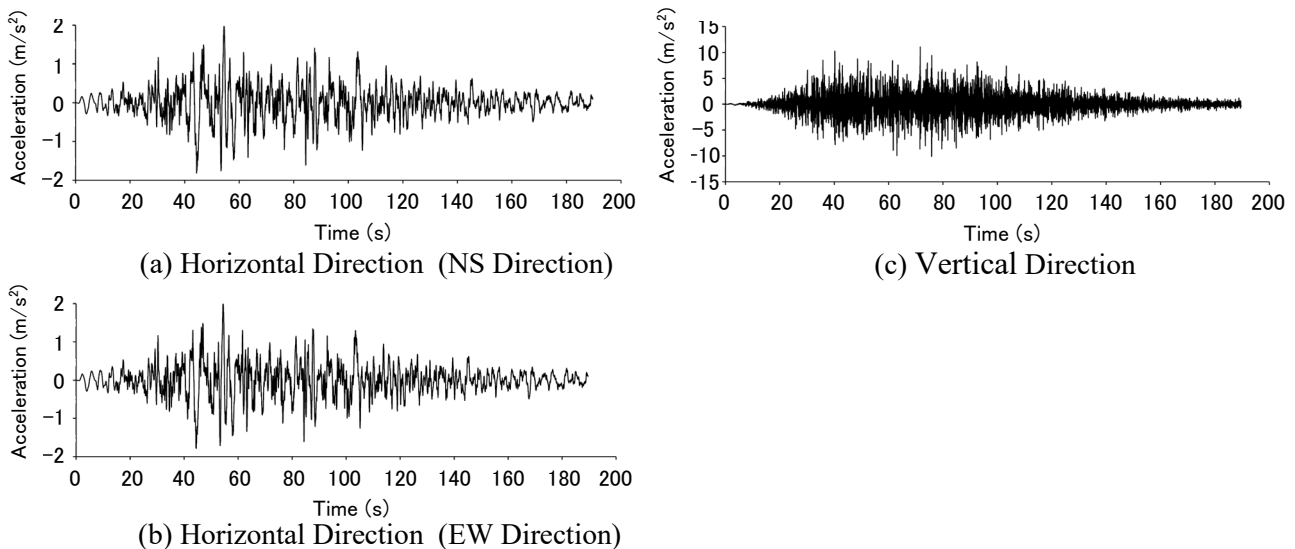 Acceleration (m/s²)
2
1
0
-1
-2
0 20 40 60 80 100 120 140 160 180 200
Time (s)
(a) Horizontal Direction (NS Direction)
Acceleration (m/s²)
15
10
5
0
-5
-10
-15
0 20 40 60 80 100 120 140 160 180 200
Time (s)
(c) Vertical Direction
Acceleration (m/s²)
2
1
0
-1
-2
0 20 40 60 80 100 120 140 160 180 200
Time (s)
(b) Horizontal Direction (EW Direction)